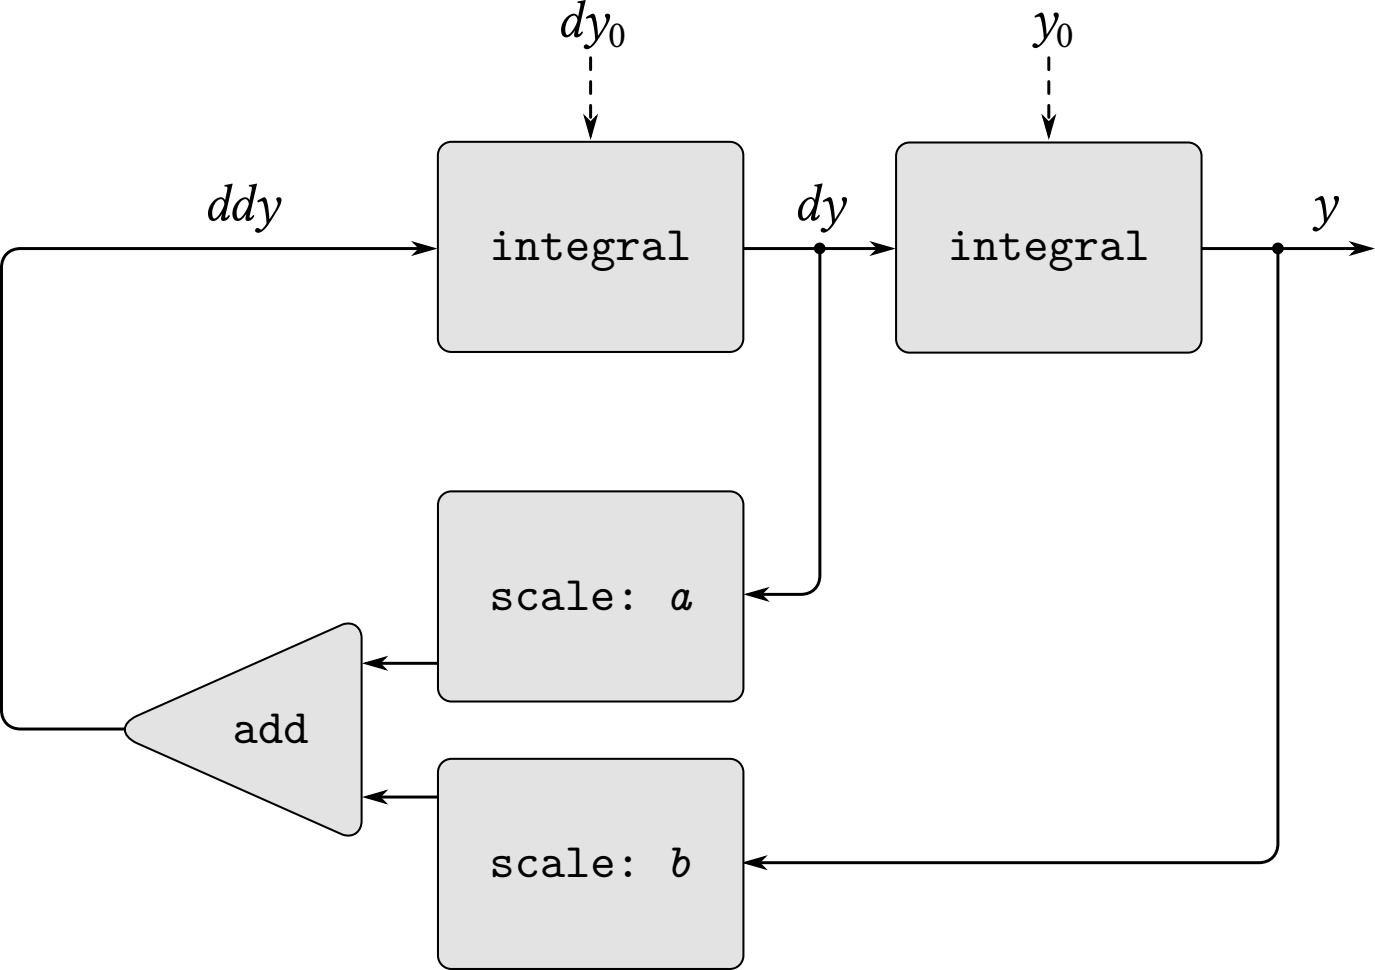 dy₀
y₀
ddy
dy
y
integral
integral
scale: a
add
scale: b